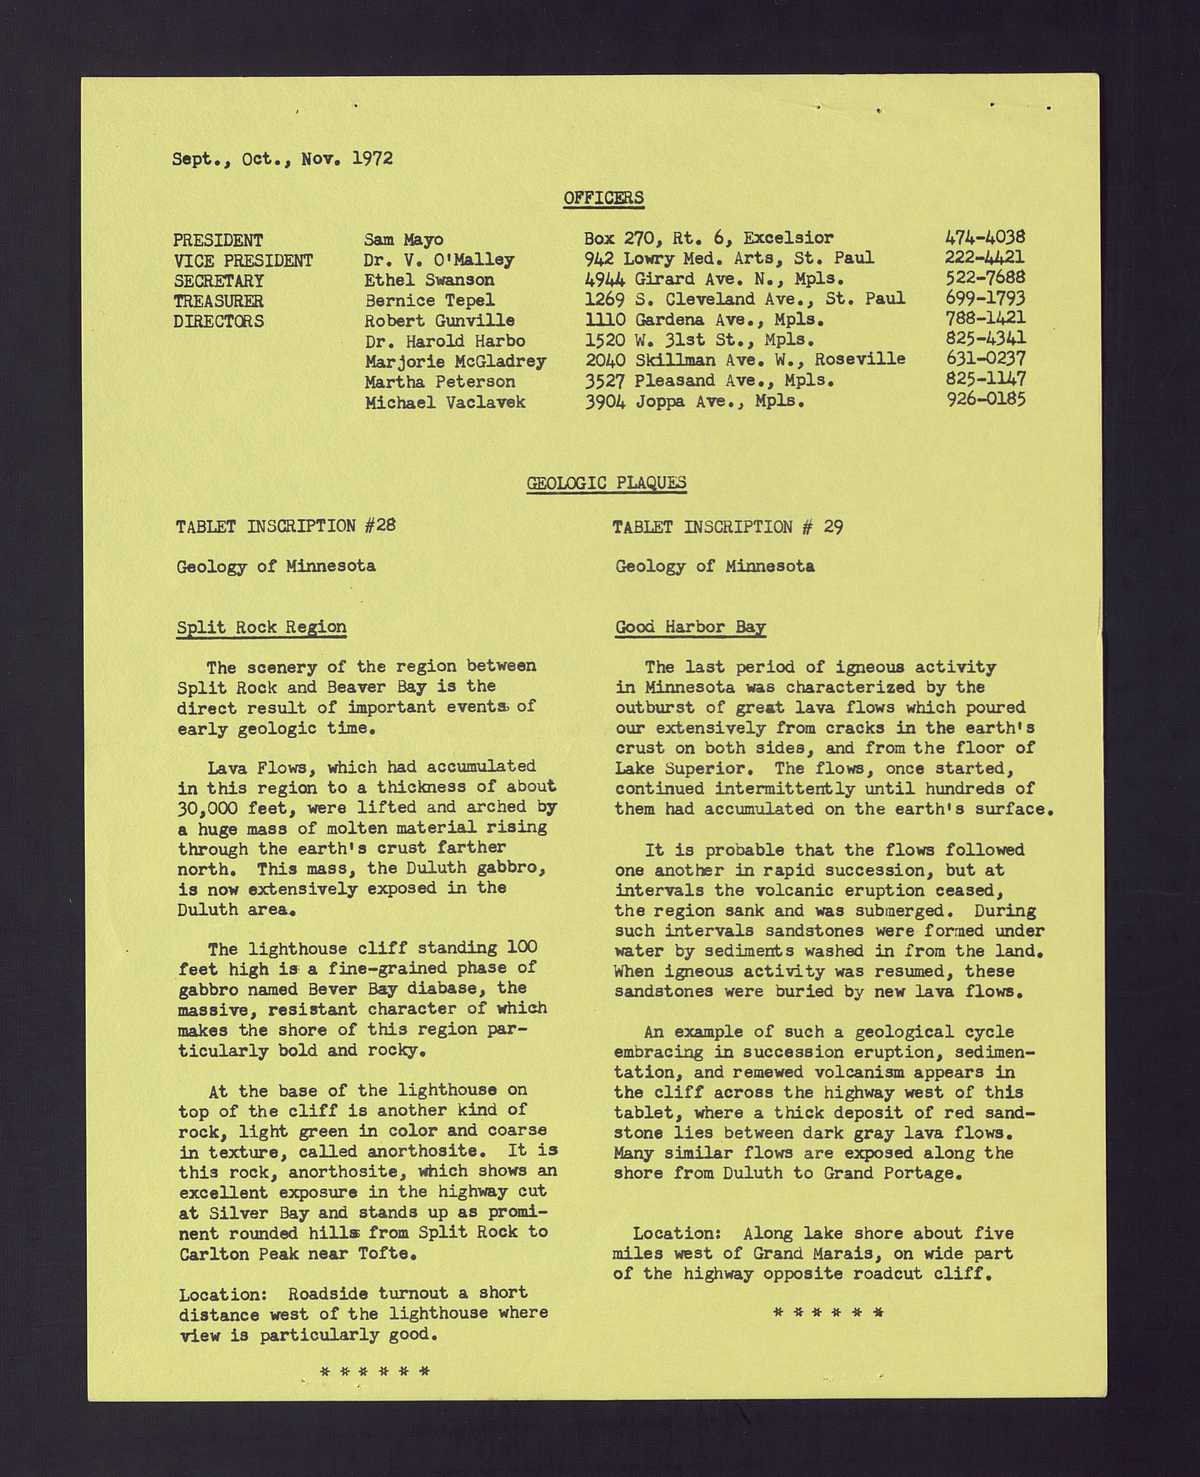 Sept., Oct., Nov. 1972
OFFICERS
PRESIDENT Sam Mayo Box 270, Rt. 6, Excelsior 474-4038
VICE PRESIDENT Dr. V. O'Malley 942 Lowry Med. Arts, St. Paul 222-4421
SECRETARY Ethel Swanson 4944 Girard Ave. N., Mpls. 522-7688
TREASURER Bernice Tepel 1269 S. Cleveland Ave., St. Paul 699-1793
DIRECTORS Robert Gunville 1110 Gardena Ave., Mpls. 788-1421
Dr. Harold Harbo 1520 W. 31st St., Mpls. 825-4341
Marjorie McGladrey 2040 Skillman Ave. W., Roseville 631-0237
Martha Peterson 3527 Pleasand Ave., Mpls. 825-1147
Michael Vaclavek 3904 Joppa Ave., Mpls. 926-0185
GEOLOGIC PLAQUES
TABLET INSCRIPTION #28
Geology of Minnesota
Split Rock Region
The scenery of the region between
Split Rock and Beaver Bay is the
direct result of important events of
early geologic time.
Lava Flows, which had accumulated
in this region to a thickness of about
30,000 feet, were lifted and arched by
a huge mass of molten material rising
through the earth's crust farther
north. This mass, the Duluth gabbro,
is now extensively exposed in the
Duluth area.
The lighthouse cliff standing 100
feet high is a fine-grained phase of
gabbro named Bever Bay diabase, the
massive, resistant character of which
makes the shore of this region par-
ticularly bold and rocky.
At the base of the lighthouse on
top of the cliff is another kind of
rock, light green in color and coarse
in texture, called anorthosite. It is
this rock, anorthosite, which shows an
excellent exposure in the highway cut
at Silver Bay and stands up as promi-
nent rounded hills from Split Rock to
Carlton Peak near Tofte.
Location: Roadside turnout a short
distance west of the lighthouse where
view is particularly good.
* * * * * *
TABLET INSCRIPTION # 29
Geology of Minnesota
Good Harbor Bay
The last period of igneous activity
in Minnesota was characterized by the
outburst of great lava flows which poured
our extensively from cracks in the earth's
crust on both sides, and from the floor of
Lake Superior. The flows, once started,
continued intermittently until hundreds of
them had accumulated on the earth's surface.
It is probable that the flows followed
one another in rapid succession, but at
intervals the volcanic eruption ceased,
the region sank and was submerged. During
such intervals sandstones were formed under
water by sediments washed in from the land.
When igneous activity was resumed, these
sandstones were buried by new lava flows.
An example of such a geological cycle
embracing in succession eruption, sedimen-
tation, and remewed volcanism appears in
the cliff across the highway west of this
tablet, where a thick deposit of red sand-
stone lies between dark gray lava flows.
Many similar flows are exposed along the
shore from Duluth to Grand Portage.
Location: Along lake shore about five
miles west of Grand Marais, on wide part
of the highway opposite roadcut cliff.
* * * * * *